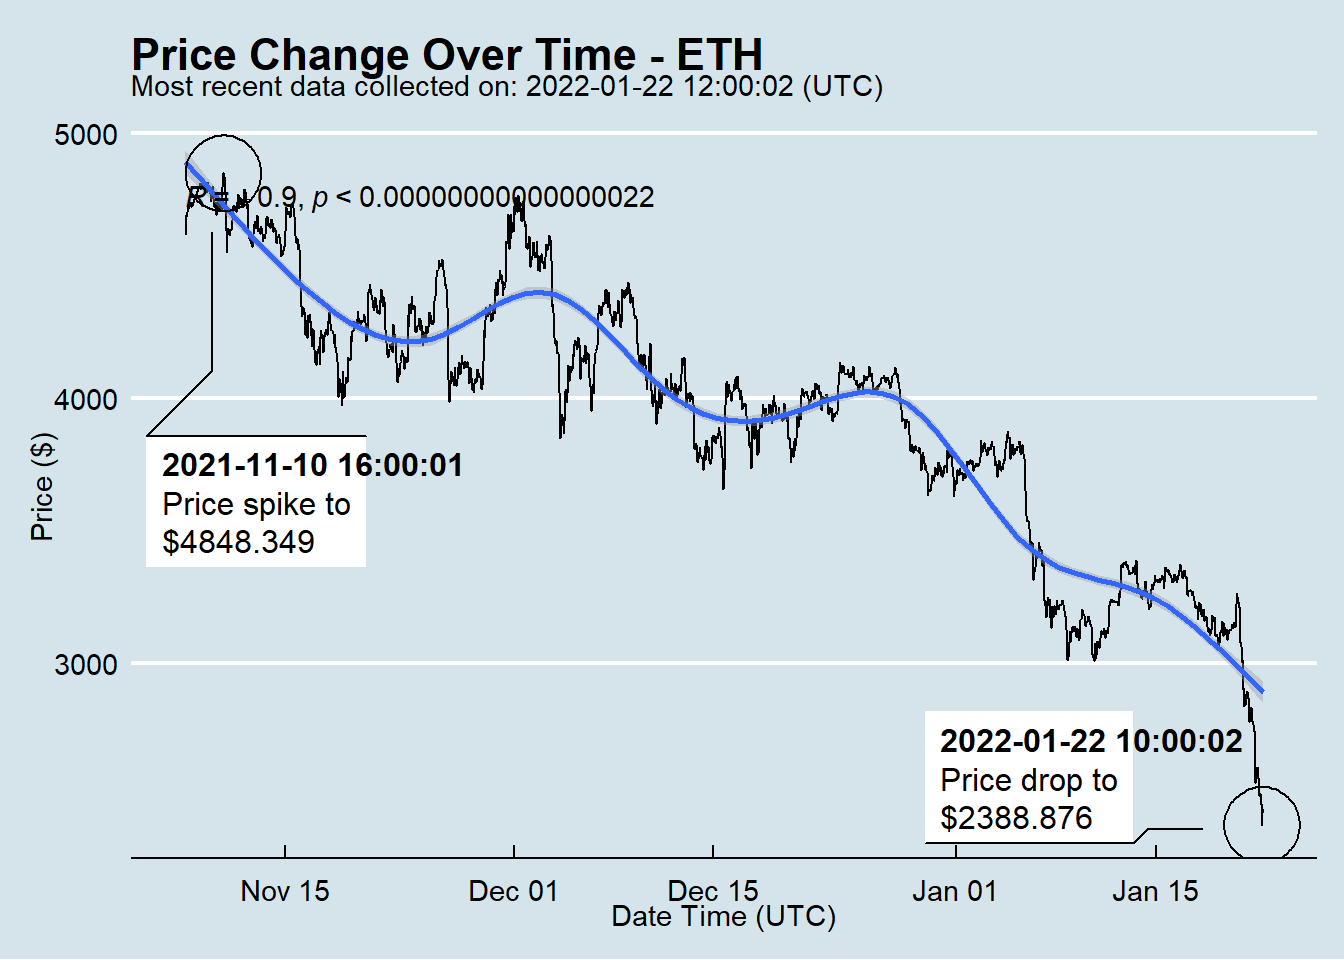 Price Change Over Time - ETH
Most recent data collected on: 2022-01-22 12:00:02 (UTC)
5000
R = - 0.9, p < 0.00000000000000022
4000
2021-11-10 16:00:01
Price spike to
$4848.349
Price ($)
3000
2022-01-22 10:00:02
Price drop to
$2388.876
Nov 15
Dec 01
Dec 15
Jan 01
Jan 15
Date Time (UTC)